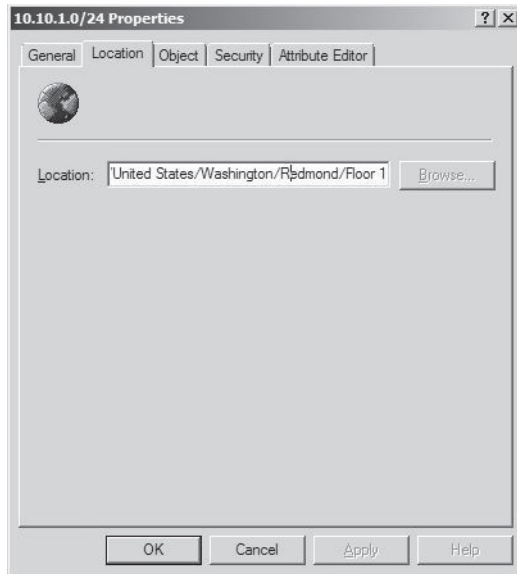 10.10.1.0/24 Properties
General Location Object Security Attribute Editor
Location: 'United States/Washington/Redmond/Floor 1 Browse...
OK Cancel Apply Help